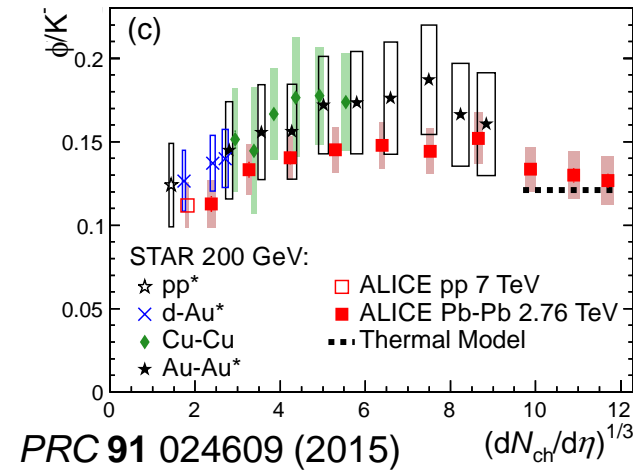 ϕ/K⁻
(c)
0.2
0.15
0.1
0.05
0
STAR 200 GeV:
pp*
d-Au*
Cu-Cu
Au-Au*
ALICE pp 7 TeV
ALICE Pb-Pb 2.76 TeV
Thermal Model
0 2 4 6 8 10 12
PRC 91 024609 (2015)
(dN_ch/dη)^1/3